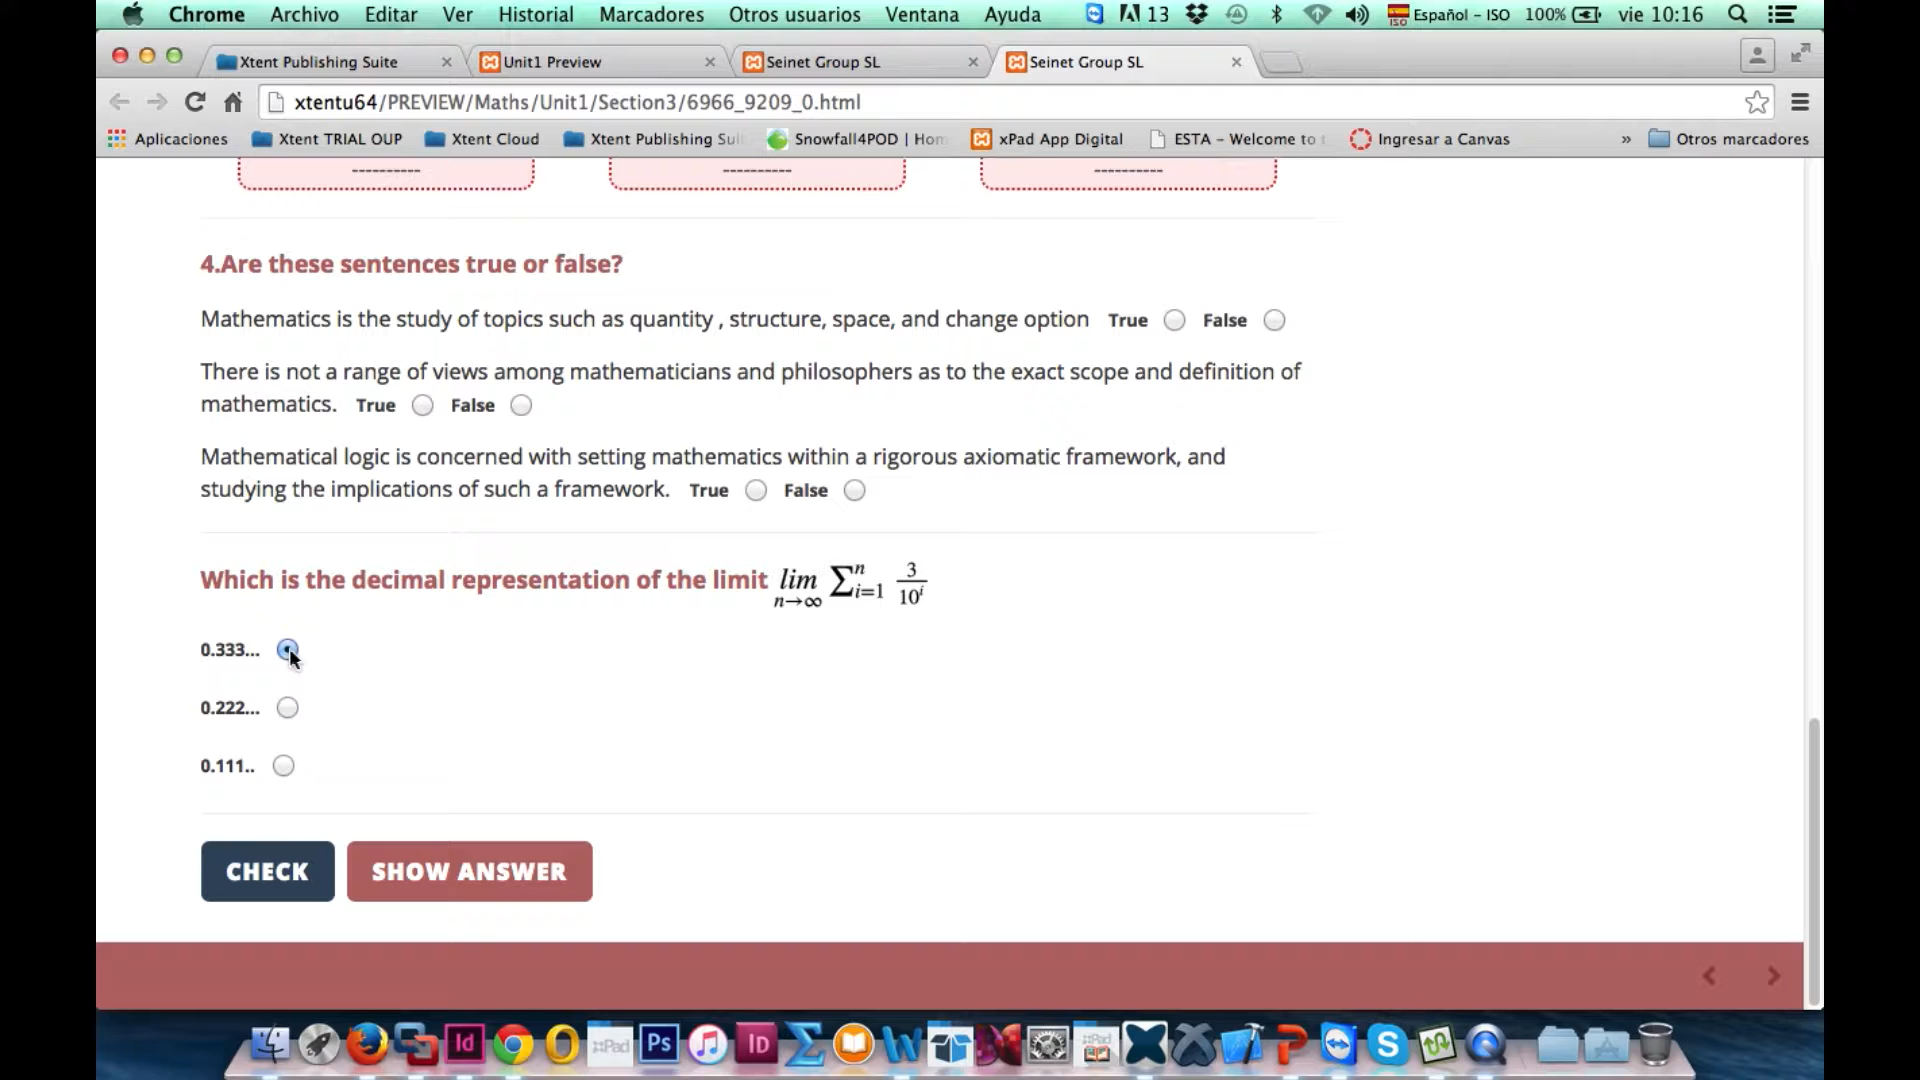 Chrome Archivo Editar Ver Historial Marcadores Otros usuarios Ventana Ayuda 13 ISO Español – ISO 100% vie 10:16
Xtent Publishing Suite Unit1 Preview Seinet Group SL Seinet Group SL
xtentu64/PREVIEW/Maths/Unit1/Section3/6966_9209_0.html
Aplicaciones Xtent TRIAL OUP Xtent Cloud Xtent Publishing Sui Snowfall4POD | Hom xPad App Digital ESTA – Welcome to t Ingresar a Canvas » Otros marcadores
---------- ---------- ----------
4.Are these sentences true or false?
Mathematics is the study of topics such as quantity , structure, space, and change option True False
There is not a range of views among mathematicians and philosophers as to the exact scope and definition of
mathematics. True False
Mathematical logic is concerned with setting mathematics within a rigorous axiomatic framework, and
studying the implications of such a framework. True False
Which is the decimal representation of the limit lim n→∞ ∑ n i=1 3/10^i
0.333...
0.222...
0.111..
CHECK SHOW ANSWER
Id xPad Ps ID